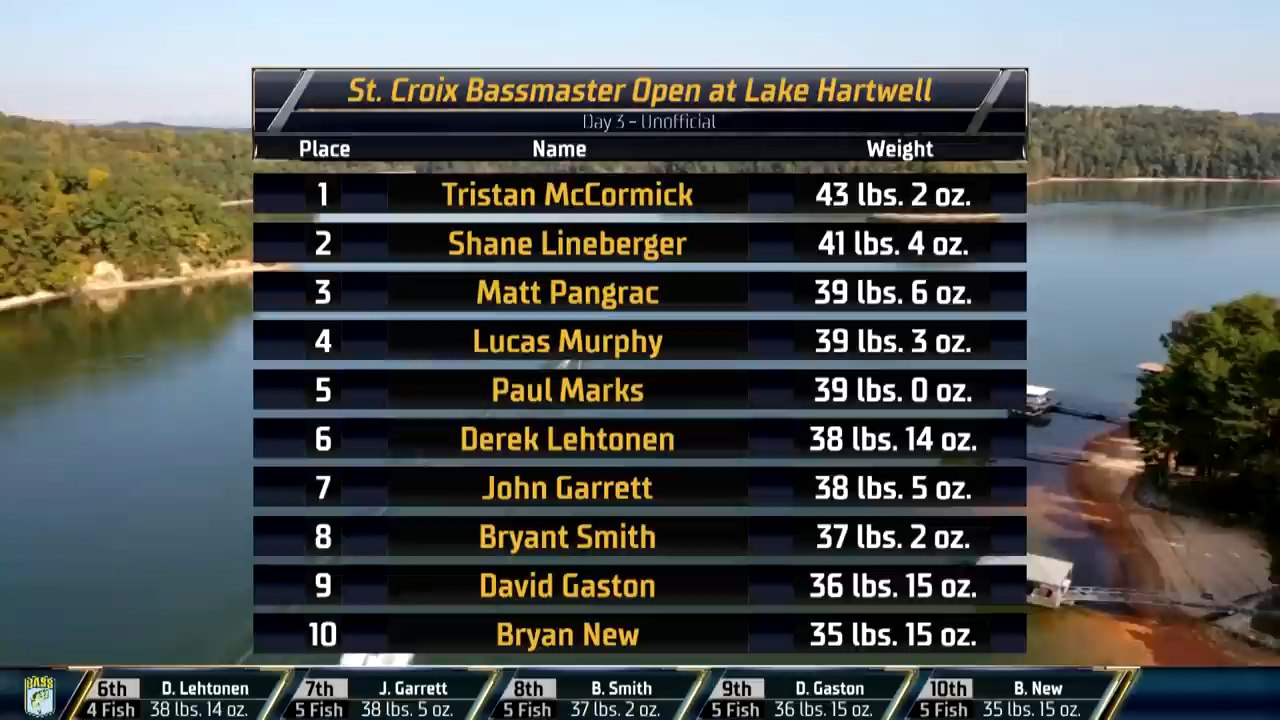 St. Croix Bassmaster Open at Lake Hartwell
Day 3 - Unofficial
Place Name Weight
1 Tristan McCormick 43 lbs. 2 oz.
2 Shane Lineberger 41 lbs. 4 oz.
3 Matt Pangrac 39 lbs. 6 oz.
4 Lucas Murphy 39 lbs. 3 oz.
5 Paul Marks 39 lbs. 0 oz.
6 Derek Lehtonen 38 lbs. 14 oz.
7 John Garrett 38 lbs. 5 oz.
8 Bryant Smith 37 lbs. 2 oz.
9 David Gaston 36 lbs. 15 oz.
10 Bryan New 35 lbs. 15 oz.
BASS
6th D. Lehtonen
4 Fish 38 lbs. 14 oz.
7th J. Garrett
5 Fish 38 lbs. 5 oz.
8th B. Smith
5 Fish 37 lbs. 2 oz.
9th D. Gaston
5 Fish 36 lbs. 15 oz.
10th B. New
5 Fish 35 lbs. 15 oz.